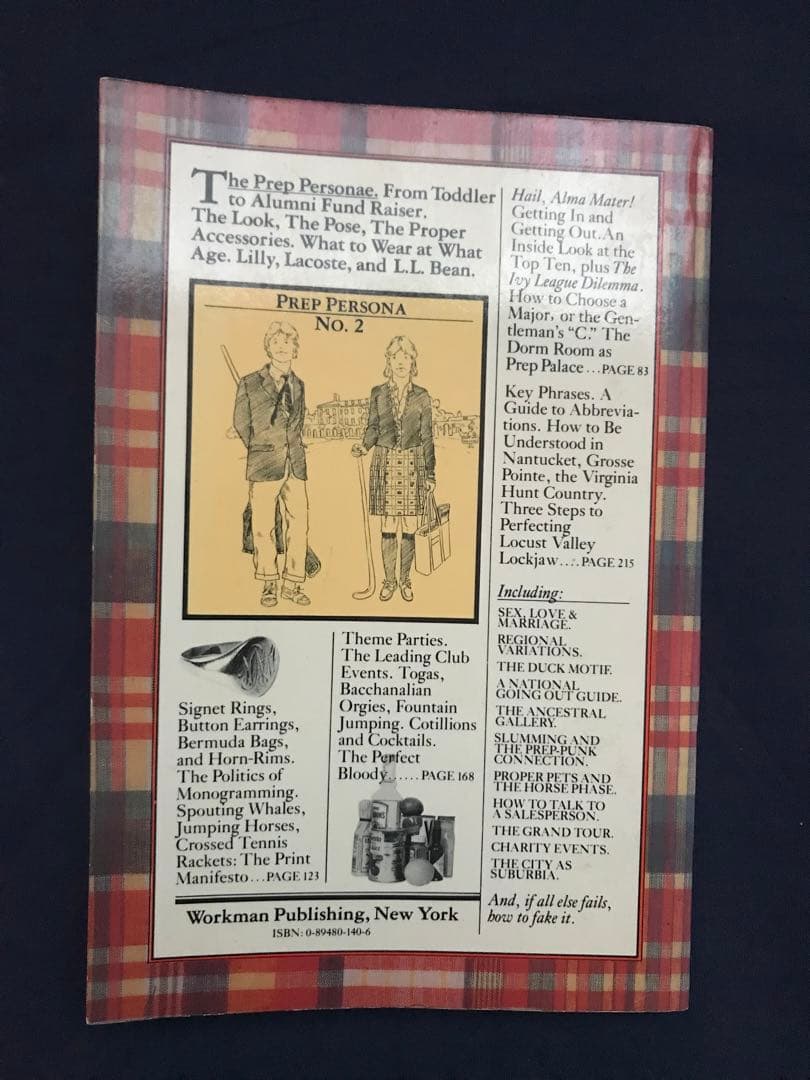 The Prep Personae. From Toddler
to Alumni Fund Raiser.
The Look, The Pose, The Proper
Accessories. What to Wear at What
Age. Lilly, Lacoste, and L.L. Bean.
PREP PERSONA
NO. 2
Signet Rings,
Button Earrings,
Bermuda Bags,
and Horn-Rims.
The Politics of
Monogramming.
Spouting Whales,
Jumping Horses,
Crossed Tennis
Rackets: The Print
Manifesto...PAGE 123
Theme Parties.
The Leading Club
Events. Togas,
Bacchanalian
Orgies, Fountain
Jumping. Cotillions
and Cocktails.
The Perfect
Bloody......PAGE 168
Workman Publishing, New York
ISBN: 0-89480-140-6
Hail, Alma Mater!
Getting In and
Getting Out. An
Inside Look at the
Top Ten, plus The
Ivy League Dilemma.
How to Choose a
Major, or the Gen-
tleman's "C." The
Dorm Room as
Prep Palace...PAGE 83
Key Phrases. A
Guide to Abbrevia-
tions. How to Be
Understood in
Nantucket, Grosse
Pointe, the Virginia
Hunt Country.
Three Steps to
Perfecting
Locust Valley
Lockjaw....PAGE 215
Including:
SEX, LOVE &
MARRIAGE.
REGIONAL
VARIATIONS.
THE DUCK MOTIF.
A NATIONAL
GOING OUT GUIDE.
THE ANCESTRAL
GALLERY.
SLUMMING AND
THE PREP-PUNK
CONNECTION.
PROPER PETS AND
THE HORSE PHASE.
HOW TO TALK TO
A SALESPERSON.
THE GRAND TOUR.
CHARITY EVENTS.
THE CITY AS
SUBURBIA.
And, if all else fails,
how to fake it.